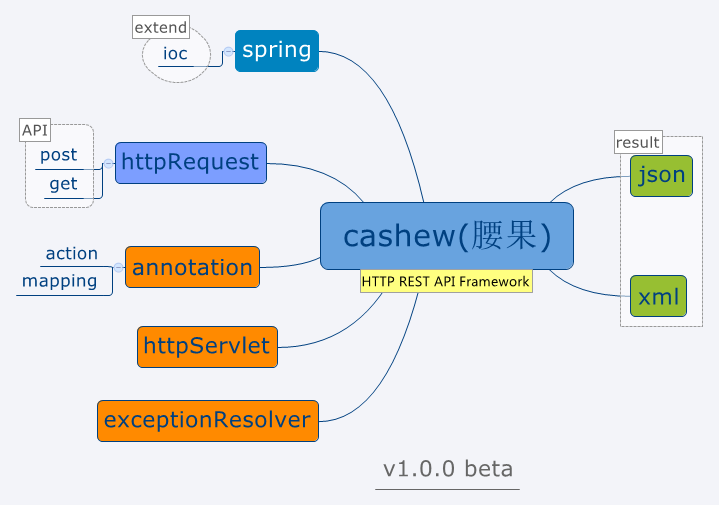 extend
ioc
spring
API
post
get
httpRequest
result
json
cashew(腰果)
HTTP REST API Framework
action
mapping
annotation
xml
httpServlet
exceptionResolver
v1.0.0 beta